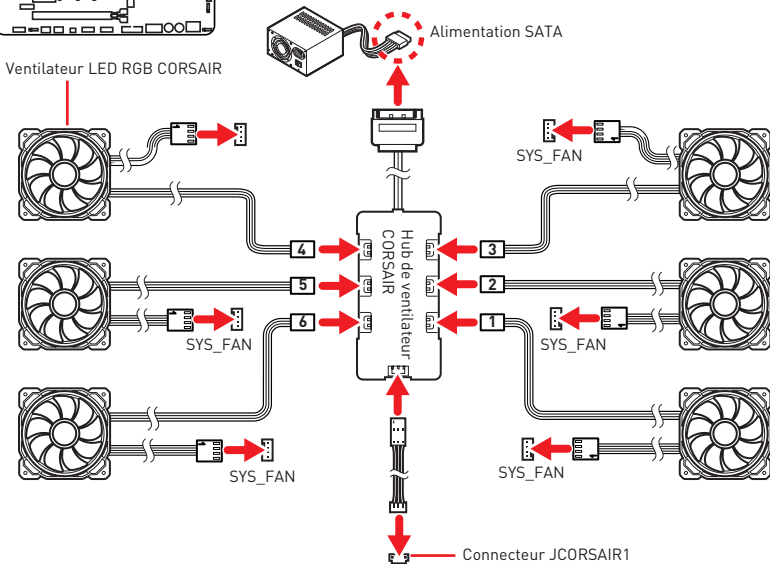 Alimentation SATA
Ventilateur LED RGB CORSAIR
SYS_FAN
4
3
Hub de ventilateur
CORSAIR
5
2
6
1
SYS_FAN
SYS_FAN
SYS_FAN
SYS_FAN
Connecteur JCORSAIR1